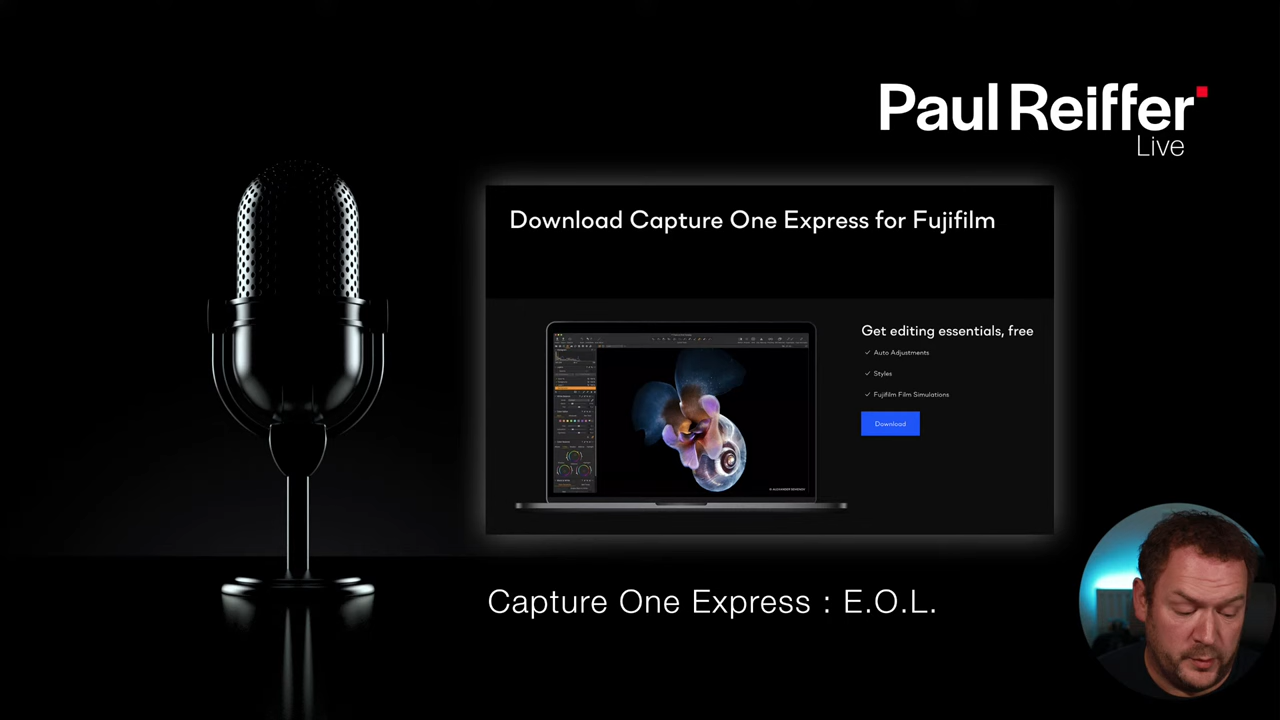 Paul Reiffer
Live
Download Capture One Express for Fujifilm
Get editing essentials, free
Auto Adjustments
Styles
Fujifilm Film Simulations
Download
Capture One Express : E.O.L.